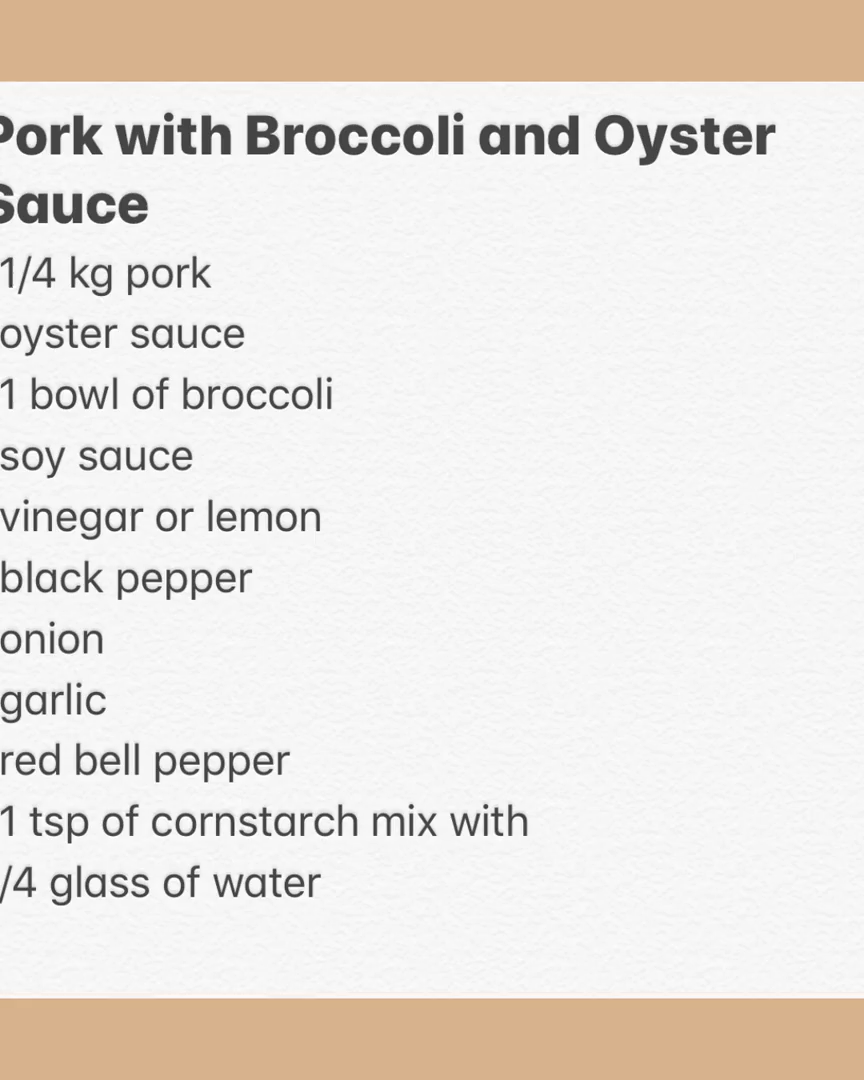 Pork with Broccoli and Oyster
Sauce
1/4 kg pork
oyster sauce
1 bowl of broccoli
soy sauce
vinegar or lemon
black pepper
onion
garlic
red bell pepper
1 tsp of cornstarch mix with
/4 glass of water